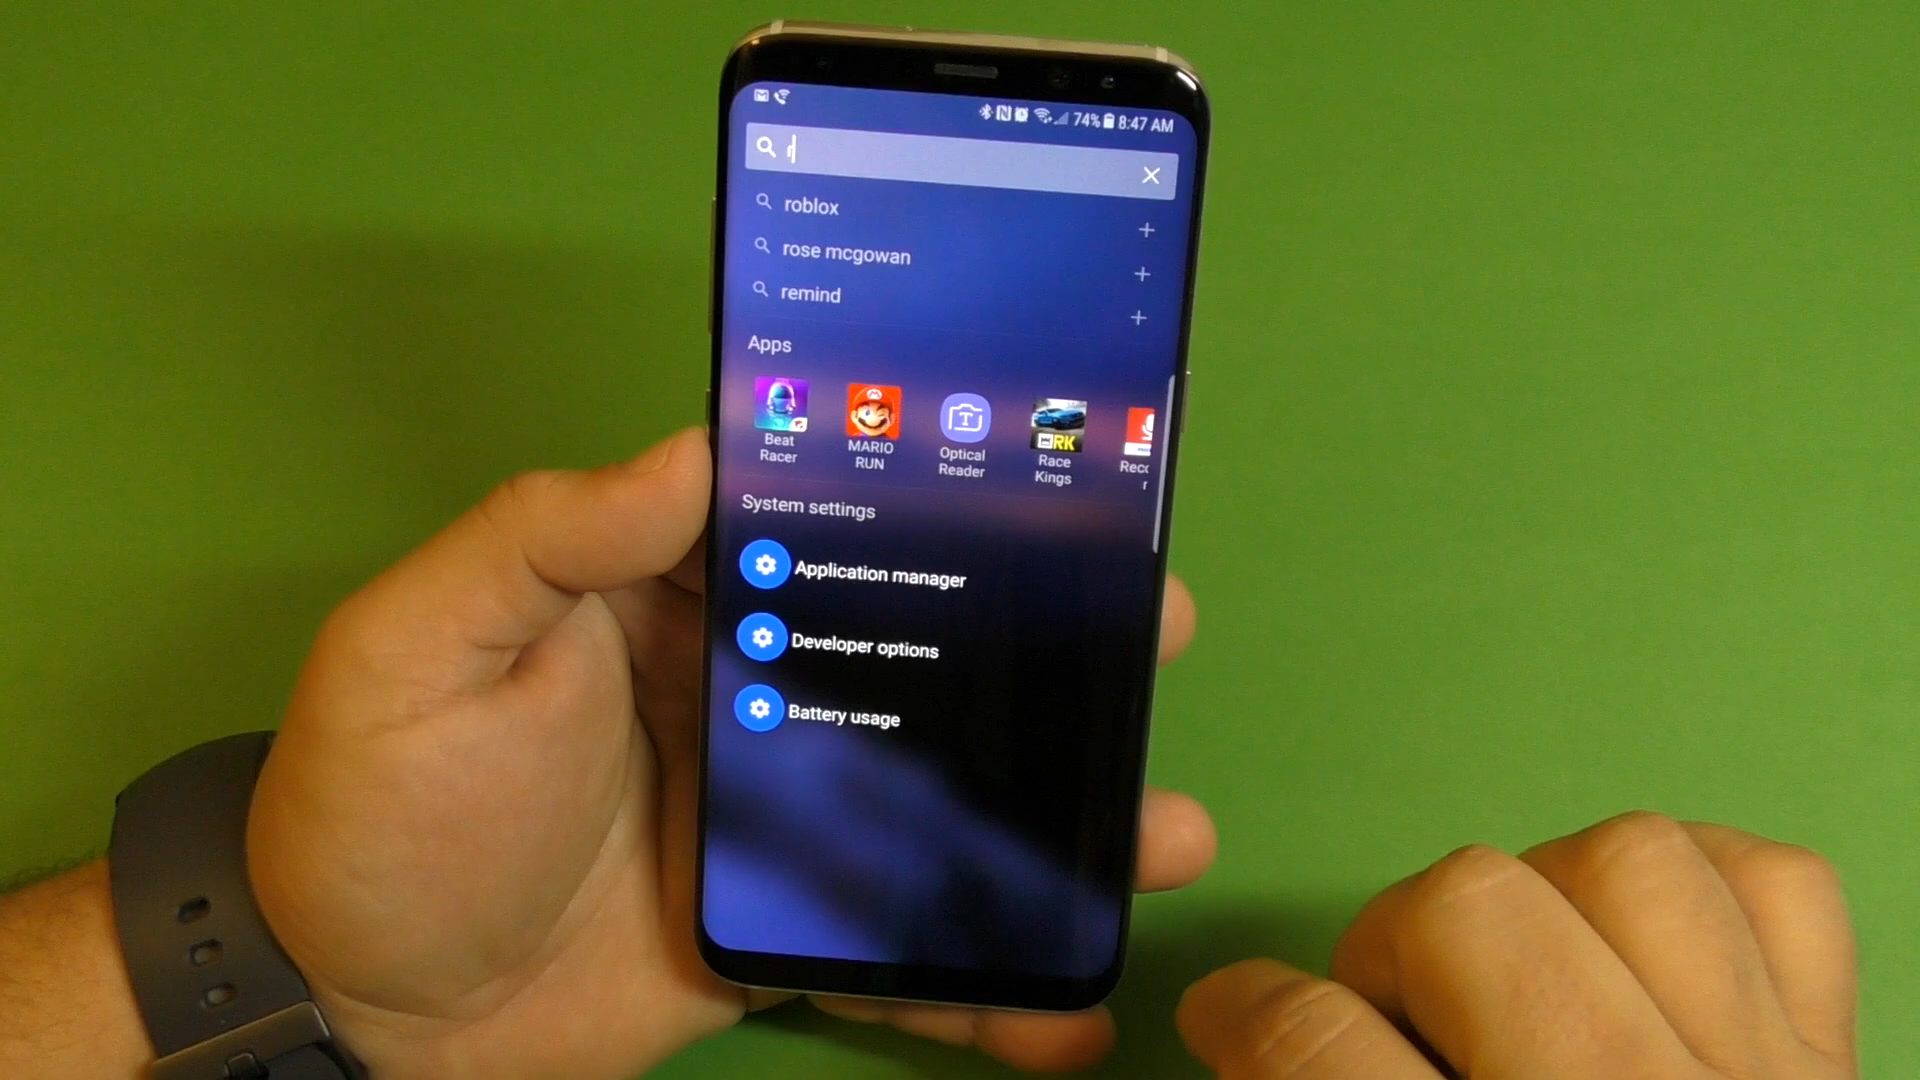 74% 8:47 AM
r
roblox
rose mcgowan
remind
Apps
Beat Racer
MARIO RUN
Optical Reader
RK
Race Kings
Reco
r
System settings
Application manager
Developer options
Battery usage